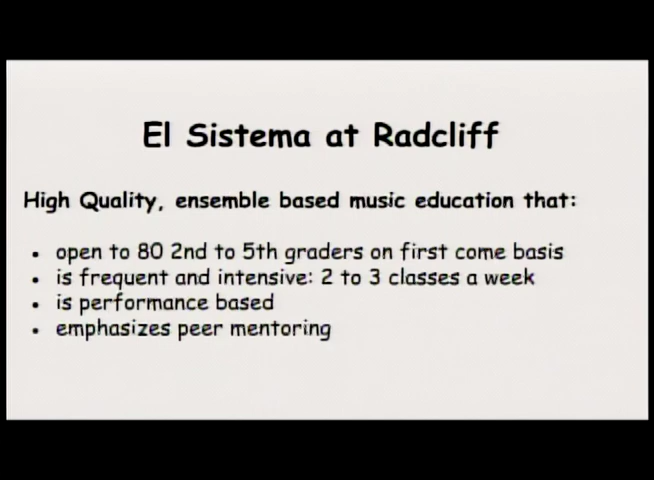 El Sistema at Radcliff
High Quality, ensemble based music education that:
• open to 80 2nd to 5th graders on first come basis
• is frequent and intensive: 2 to 3 classes a week
• is performance based
• emphasizes peer mentoring